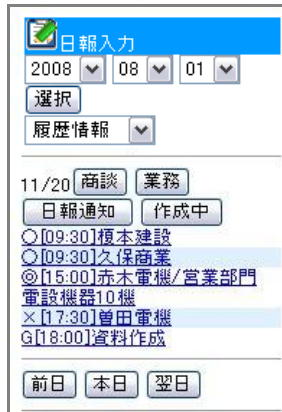 日報入力
2008 08 01
選択
履歴情報
11/20 商談 業務
日報通知 作成中
○[09:30]榎本建設
○[09:30]久保商業
◎[15:00]赤木電機/営業部門
電設機器10機
×[17:30]曽田電機
G[18:00]資料作成
前日 本日 翌日